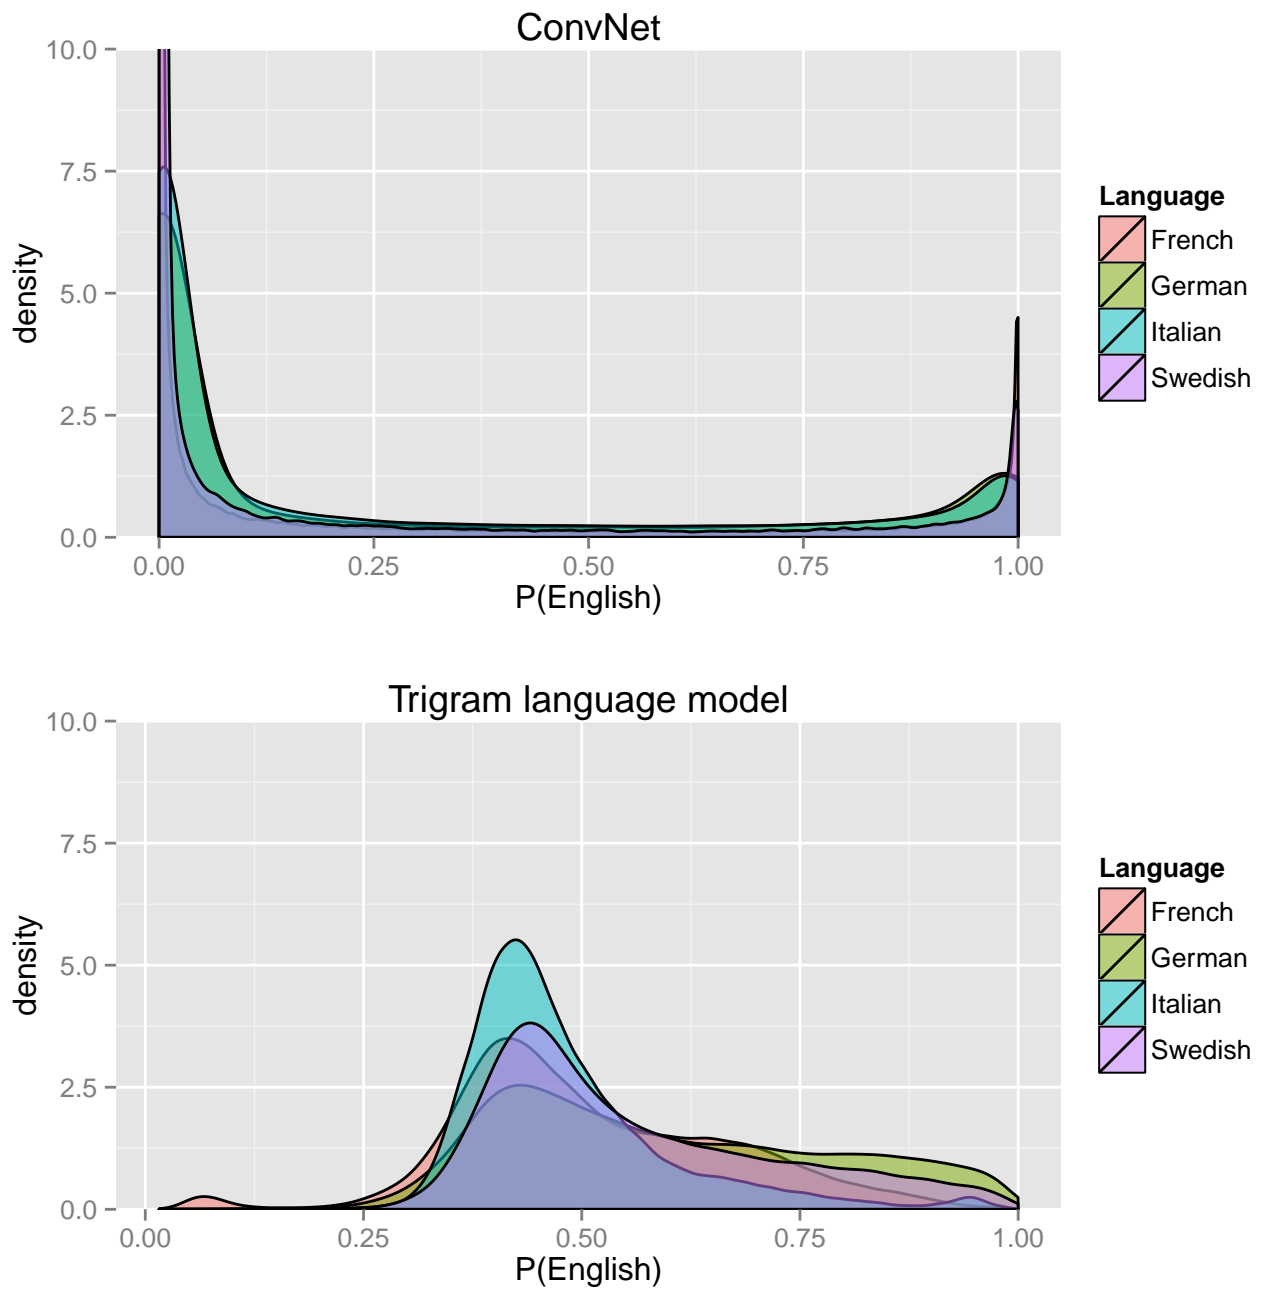 ConvNet
10.0
7.5
5.0
2.5
0.0
density
0.00 0.25 0.50 0.75 1.00
P(English)
Language
French
German
Italian
Swedish
Trigram language model
10.0
7.5
5.0
2.5
0.0
density
0.00 0.25 0.50 0.75 1.00
P(English)
Language
French
German
Italian
Swedish